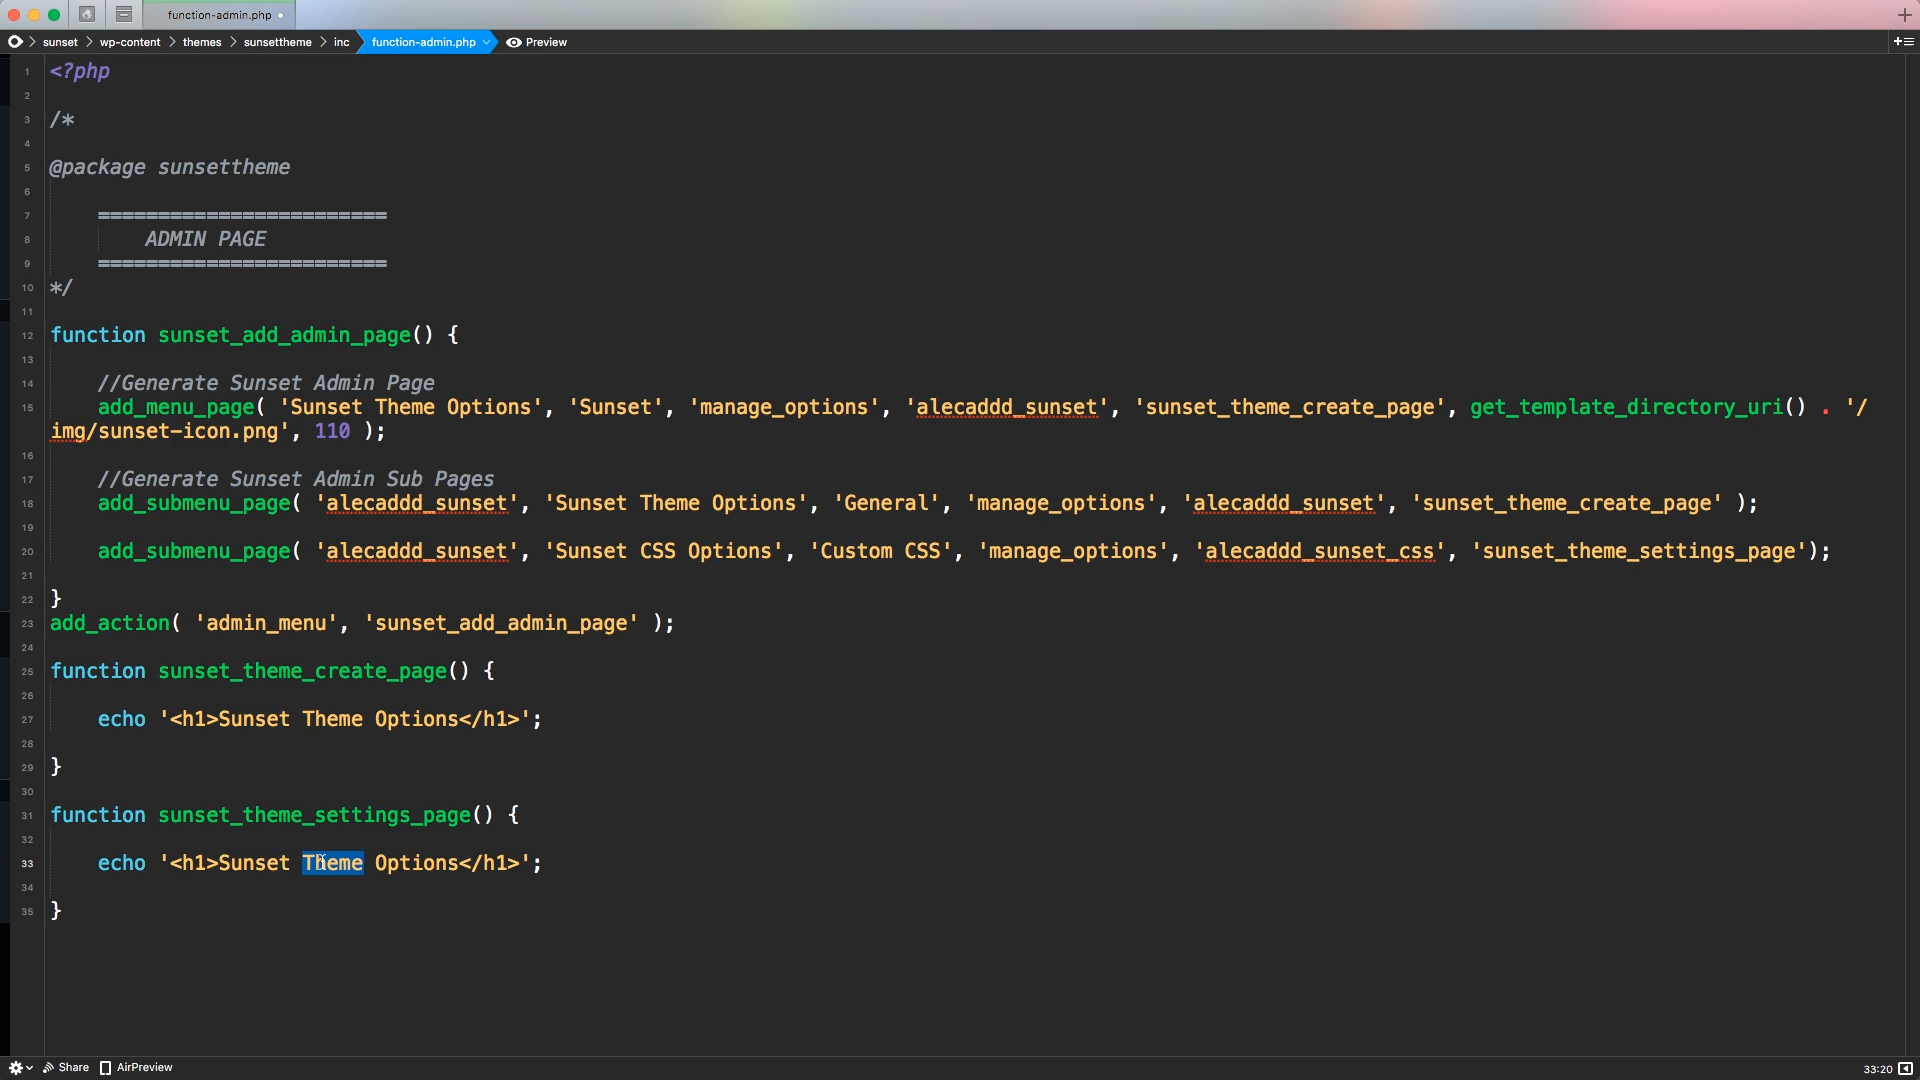 function-admin.php
sunset wp-content themes sunsettheme inc function-admin.php Preview
1 <?php
2
3 /*
4
5 @package sunsettheme
6
7 ========================
8 ADMIN PAGE
9 ========================
10 */
11
12 function sunset_add_admin_page() {
13
14 //Generate Sunset Admin Page
15 add_menu_page( 'Sunset Theme Options', 'Sunset', 'manage_options', 'alecaddd_sunset', 'sunset_theme_create_page', get_template_directory_uri() . '/
img/sunset-icon.png', 110 );
16
17 //Generate Sunset Admin Sub Pages
18 add_submenu_page( 'alecaddd_sunset', 'Sunset Theme Options', 'General', 'manage_options', 'alecaddd_sunset', 'sunset_theme_create_page' );
19
20 add_submenu_page( 'alecaddd_sunset', 'Sunset CSS Options', 'Custom CSS', 'manage_options', 'alecaddd_sunset_css', 'sunset_theme_settings_page');
21
22 }
23 add_action( 'admin_menu', 'sunset_add_admin_page' );
24
25 function sunset_theme_create_page() {
26
27 echo '<h1>Sunset Theme Options</h1>';
28
29 }
30
31 function sunset_theme_settings_page() {
32
33 echo '<h1>Sunset Theme Options</h1>';
34
35 }
Share AirPreview 33:20